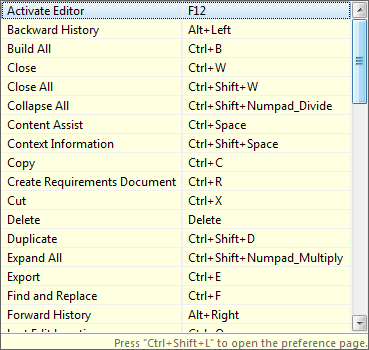 Activate Editor F12
Backward History Alt+Left
Build All Ctrl+B
Close Ctrl+W
Close All Ctrl+Shift+W
Collapse All Ctrl+Shift+Numpad_Divide
Content Assist Ctrl+Space
Context Information Ctrl+Shift+Space
Copy Ctrl+C
Create Requirements Document Ctrl+R
Cut Ctrl+X
Delete Delete
Duplicate Ctrl+Shift+D
Expand All Ctrl+Shift+Numpad_Multiply
Export Ctrl+E
Find and Replace Ctrl+F
Forward History Alt+Right
Press "Ctrl+Shift+L" to open the preference page.